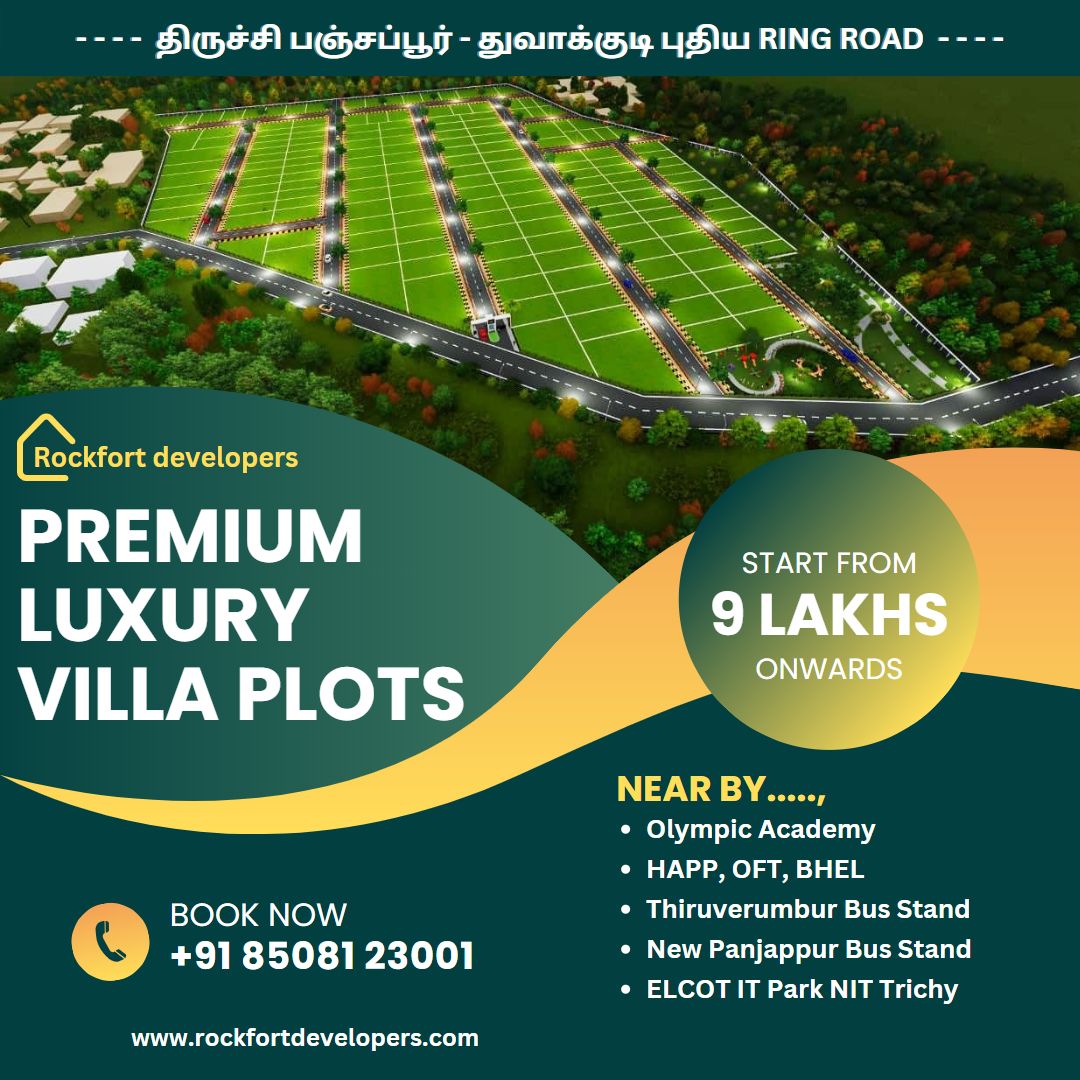 ---- திருச்சி பஞ்சப்பூர் - துவாக்குடி புதிய RING ROAD ----
Rockfort developers
PREMIUM
LUXURY
VILLA PLOTS
START FROM
9 LAKHS
ONWARDS
NEAR BY.....,
• Olympic Academy
• HAPP, OFT, BHEL
• Thiruverumbur Bus Stand
• New Panjappur Bus Stand
• ELCOT IT Park NIT Trichy
BOOK NOW
+91 85081 23001
www.rockfortdevelopers.com